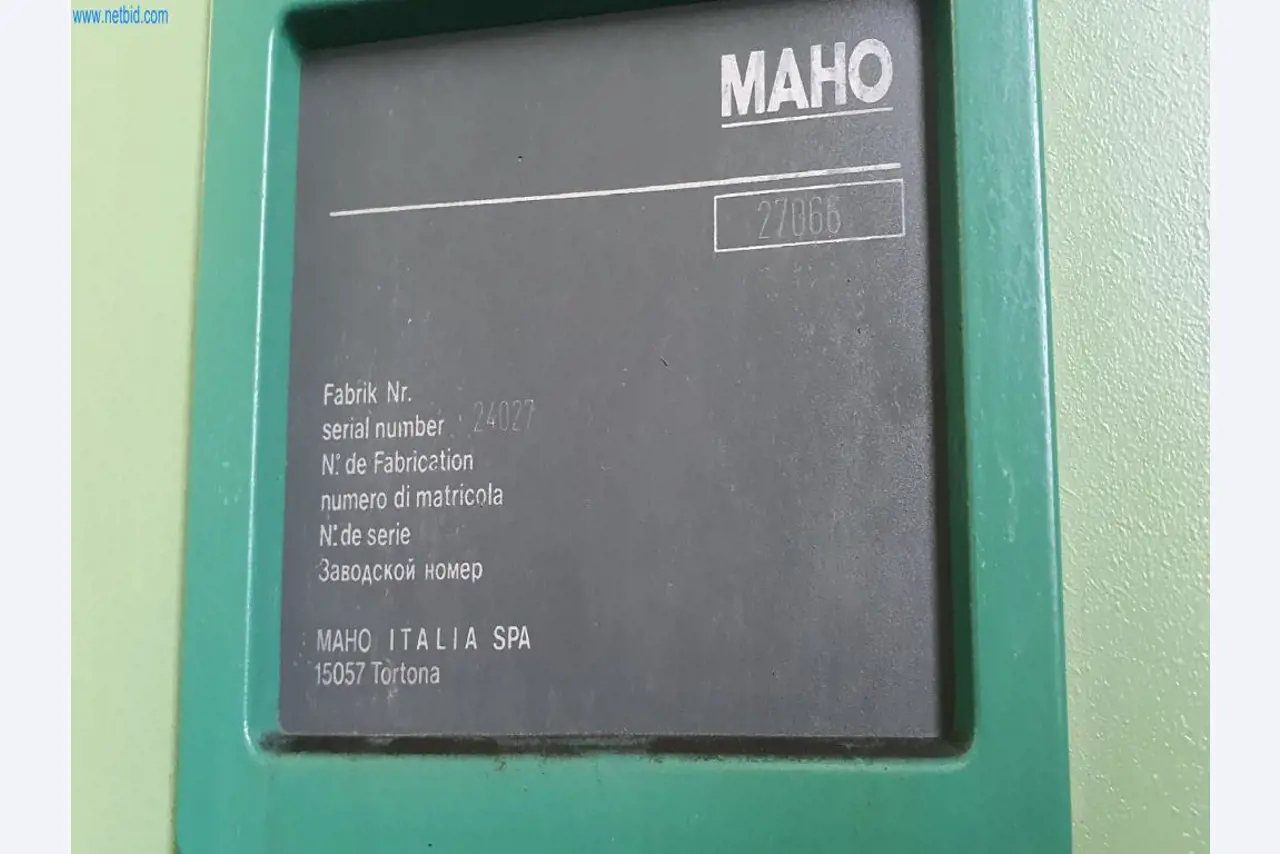 www.netbid.com
MAHO
27066
Fabrik Nr.
serial number 24027
N° de Fabrication
numero di matricola
N° de serie
Заводской номер
MAHO ITALIA SPA
15057 Tortona